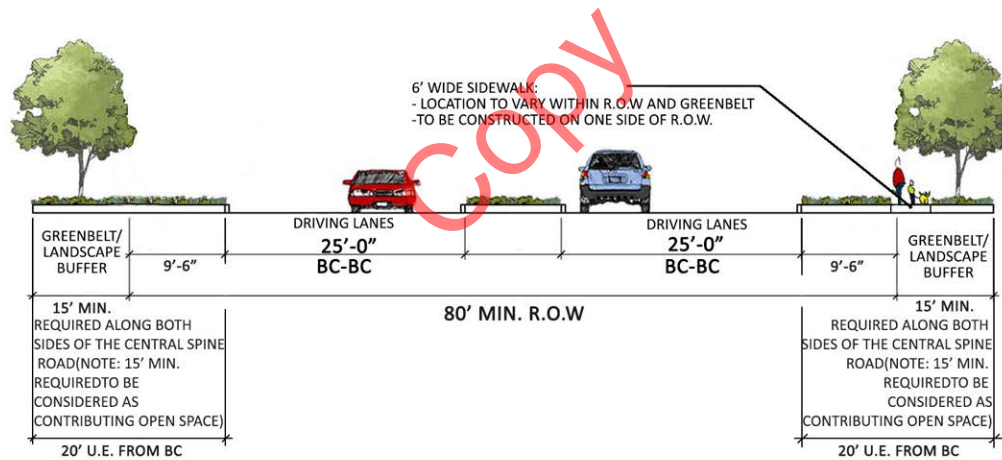 Copy
6' WIDE SIDEWALK:
- LOCATION TO VARY WITHIN R.O.W AND GREENBELT
-TO BE CONSTRUCTED ON ONE SIDE OF R.O.W.
GREENBELT/
LANDSCAPE
BUFFER
9'-6"
DRIVING LANES
25'-0"
BC-BC
DRIVING LANES
25'-0"
BC-BC
9'-6"
GREENBELT/
LANDSCAPE
BUFFER
80' MIN. R.O.W
15' MIN.
REQUIRED ALONG BOTH
SIDES OF THE CENTRAL SPINE
ROAD(NOTE: 15' MIN.
REQUIREDTO BE
CONSIDERED AS
CONTRIBUTING OPEN SPACE)
20' U.E. FROM BC
15' MIN.
REQUIRED ALONG BOTH
SIDES OF THE CENTRAL SPINE
ROAD(NOTE: 15' MIN.
REQUIREDTO BE
CONSIDERED AS
CONTRIBUTING OPEN SPACE)
20' U.E. FROM BC